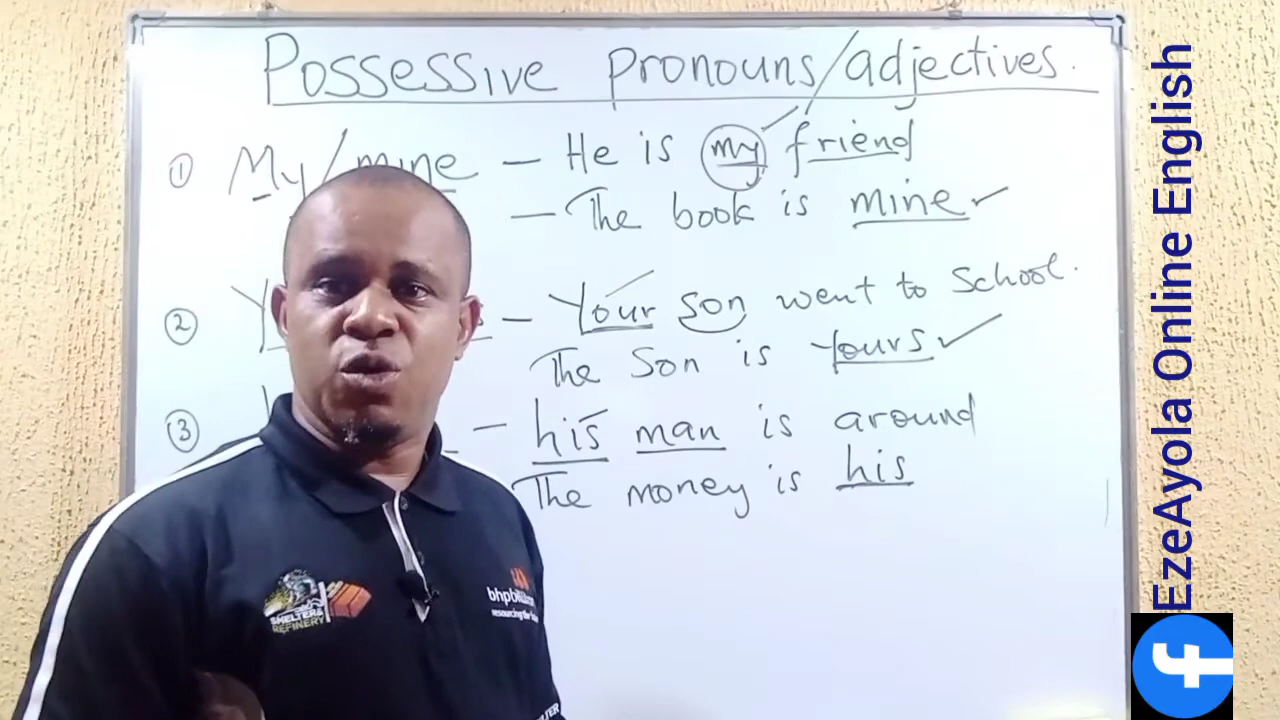 Possessive pronouns/adjectives.
① My/mine — He is my friend
— The book is mine
② — Your son went to School.
The Son is yours
③ — his man is around
The money is his
SHELTER
REFINERY
bhpbilliton
EzeAyola Online English